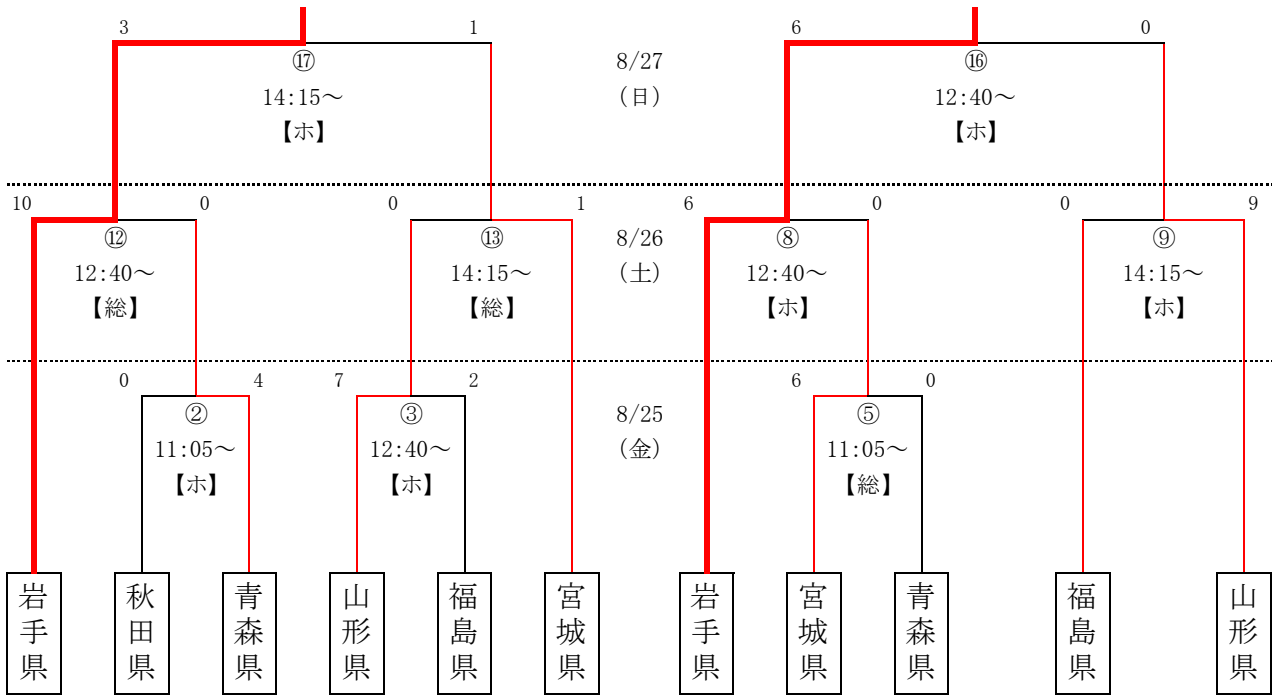 3 1 6 0
⑰ 8/27 ⑯
14:15～ （日） 12:40～
【ホ】 【ホ】
10 0 0 1 6 0 0 9
⑫ ⑬ 8/26 ⑧ ⑨
12:40～ 14:15～ （土） 12:40～ 14:15～
【総】 【総】 【ホ】 【ホ】
0 4 7 2 6 0
② ③ 8/25 ⑤
11:05～ 12:40～ （金） 11:05～
【ホ】 【ホ】 【総】
岩手県
秋田県
青森県
山形県
福島県
宮城県
岩手県
宮城県
青森県
福島県
山形県